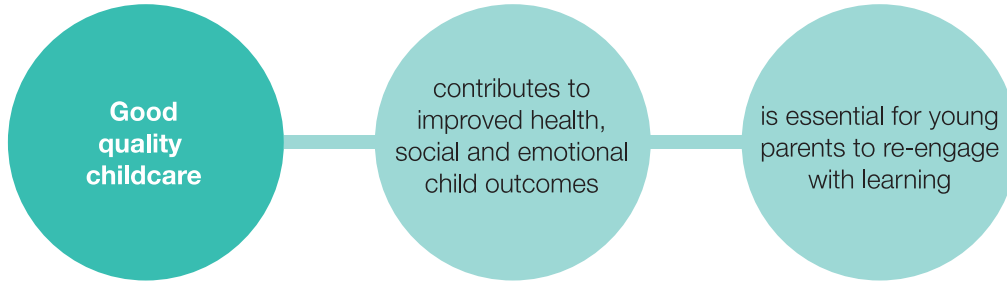 Good
quality
childcare
contributes to
improved health,
social and emotional
child outcomes
is essential for young
parents to re-engage
with learning